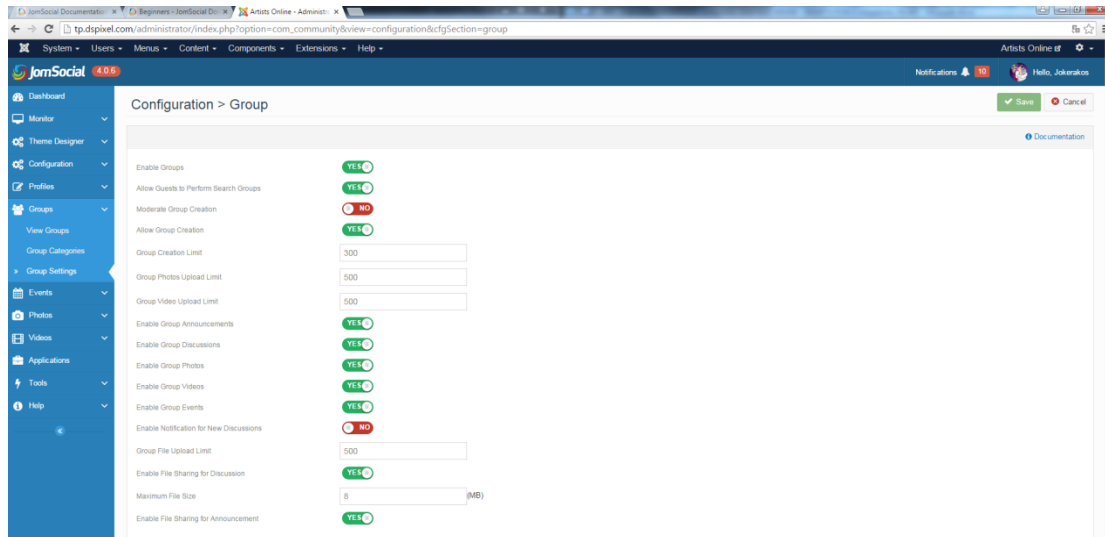 JomSocial Documentation
Beginners - JomSocial Do
Artists Online - Administr
tp.dspixel.com/administrator/index.php?option=com_community&view=configuration&cfgSection=group
System Users Menus Content Components Extensions Help Artists Online
JomSocial 4.0.6 Notifications 10 Hello, Jokerakos
Dashboard
Monitor
Theme Designer
Configuration
Profiles
Groups
View Groups
Group Categories
» Group Settings
Events
Photos
Videos
Applications
Tools
Help
Configuration > Group
Save Cancel
Documentation
Enable Groups YES
Allow Guests to Perform Search Groups YES
Moderate Group Creation NO
Allow Group Creation YES
Group Creation Limit 300
Group Photos Upload Limit 500
Group Video Upload Limit 500
Enable Group Announcements YES
Enable Group Discussions YES
Enable Group Photos YES
Enable Group Videos YES
Enable Group Events YES
Enable Notification for New Discussions NO
Group File Upload Limit 500
Enable File Sharing for Discussion YES
Maximum File Size 8 (MB)
Enable File Sharing for Announcement YES